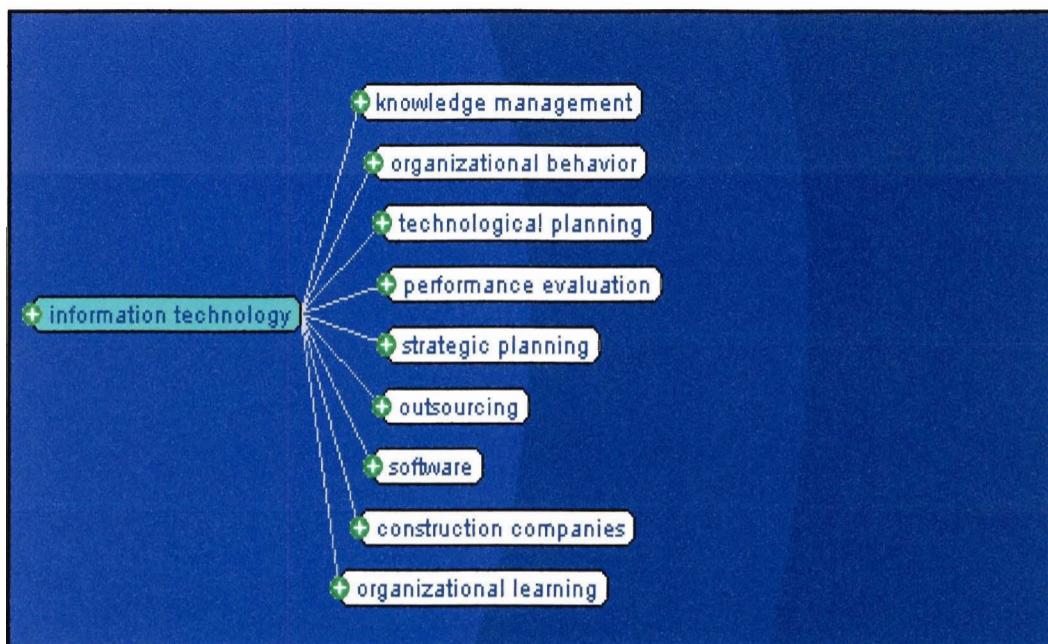 knowledge management
organizational behavior
technological planning
performance evaluation
information technology
strategic planning
outsourcing
software
construction companies
organizational learning